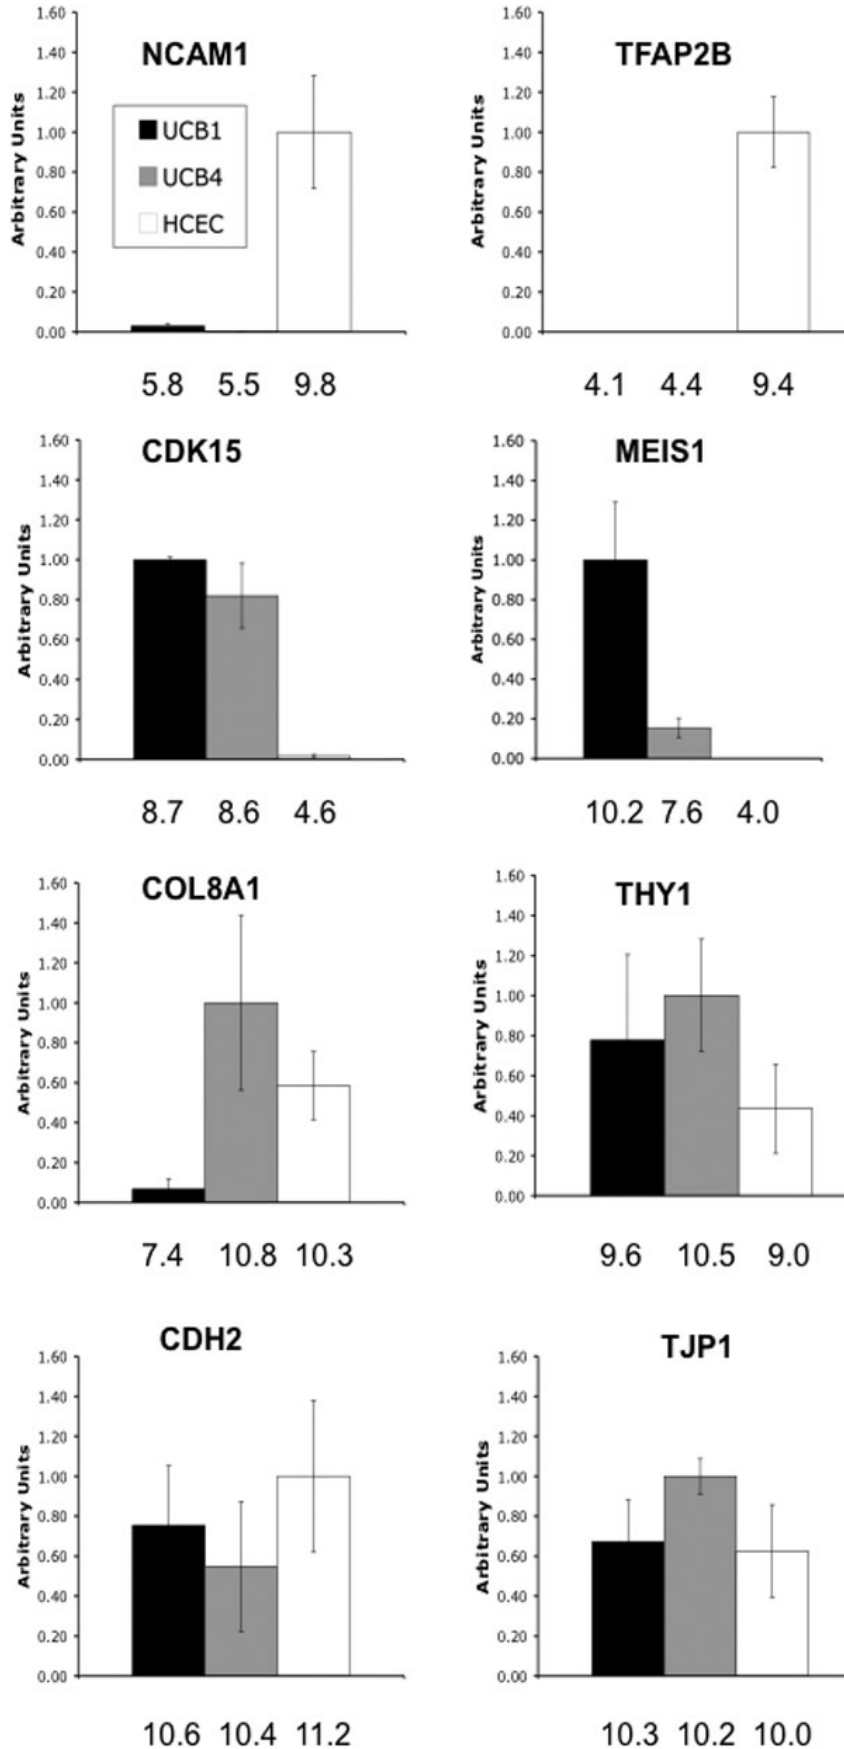 NCAM1
Arbitrary Units
1.60
1.40
1.20
1.00
0.80
0.60
0.40
0.20
0.00
UCB1
UCB4
HCEC
5.8 5.5 9.8
TFAP2B
Arbitrary Units
1.60
1.40
1.20
1.00
0.80
0.60
0.40
0.20
0.00
4.1 4.4 9.4
CDK15
Arbitrary Units
1.60
1.40
1.20
1.00
0.80
0.60
0.40
0.20
0.00
8.7 8.6 4.6
MEIS1
Arbitrary Units
1.60
1.40
1.20
1.00
0.80
0.60
0.40
0.20
0.00
10.2 7.6 4.0
COL8A1
Arbitrary Units
1.60
1.40
1.20
1.00
0.80
0.60
0.40
0.20
0.00
7.4 10.8 10.3
THY1
Arbitrary Units
1.60
1.40
1.20
1.00
0.80
0.60
0.40
0.20
0.00
9.6 10.5 9.0
CDH2
Arbitrary Units
1.60
1.40
1.20
1.00
0.80
0.60
0.40
0.20
0.00
10.6 10.4 11.2
TJP1
Arbitrary Units
1.60
1.40
1.20
1.00
0.80
0.60
0.40
0.20
0.00
10.3 10.2 10.0